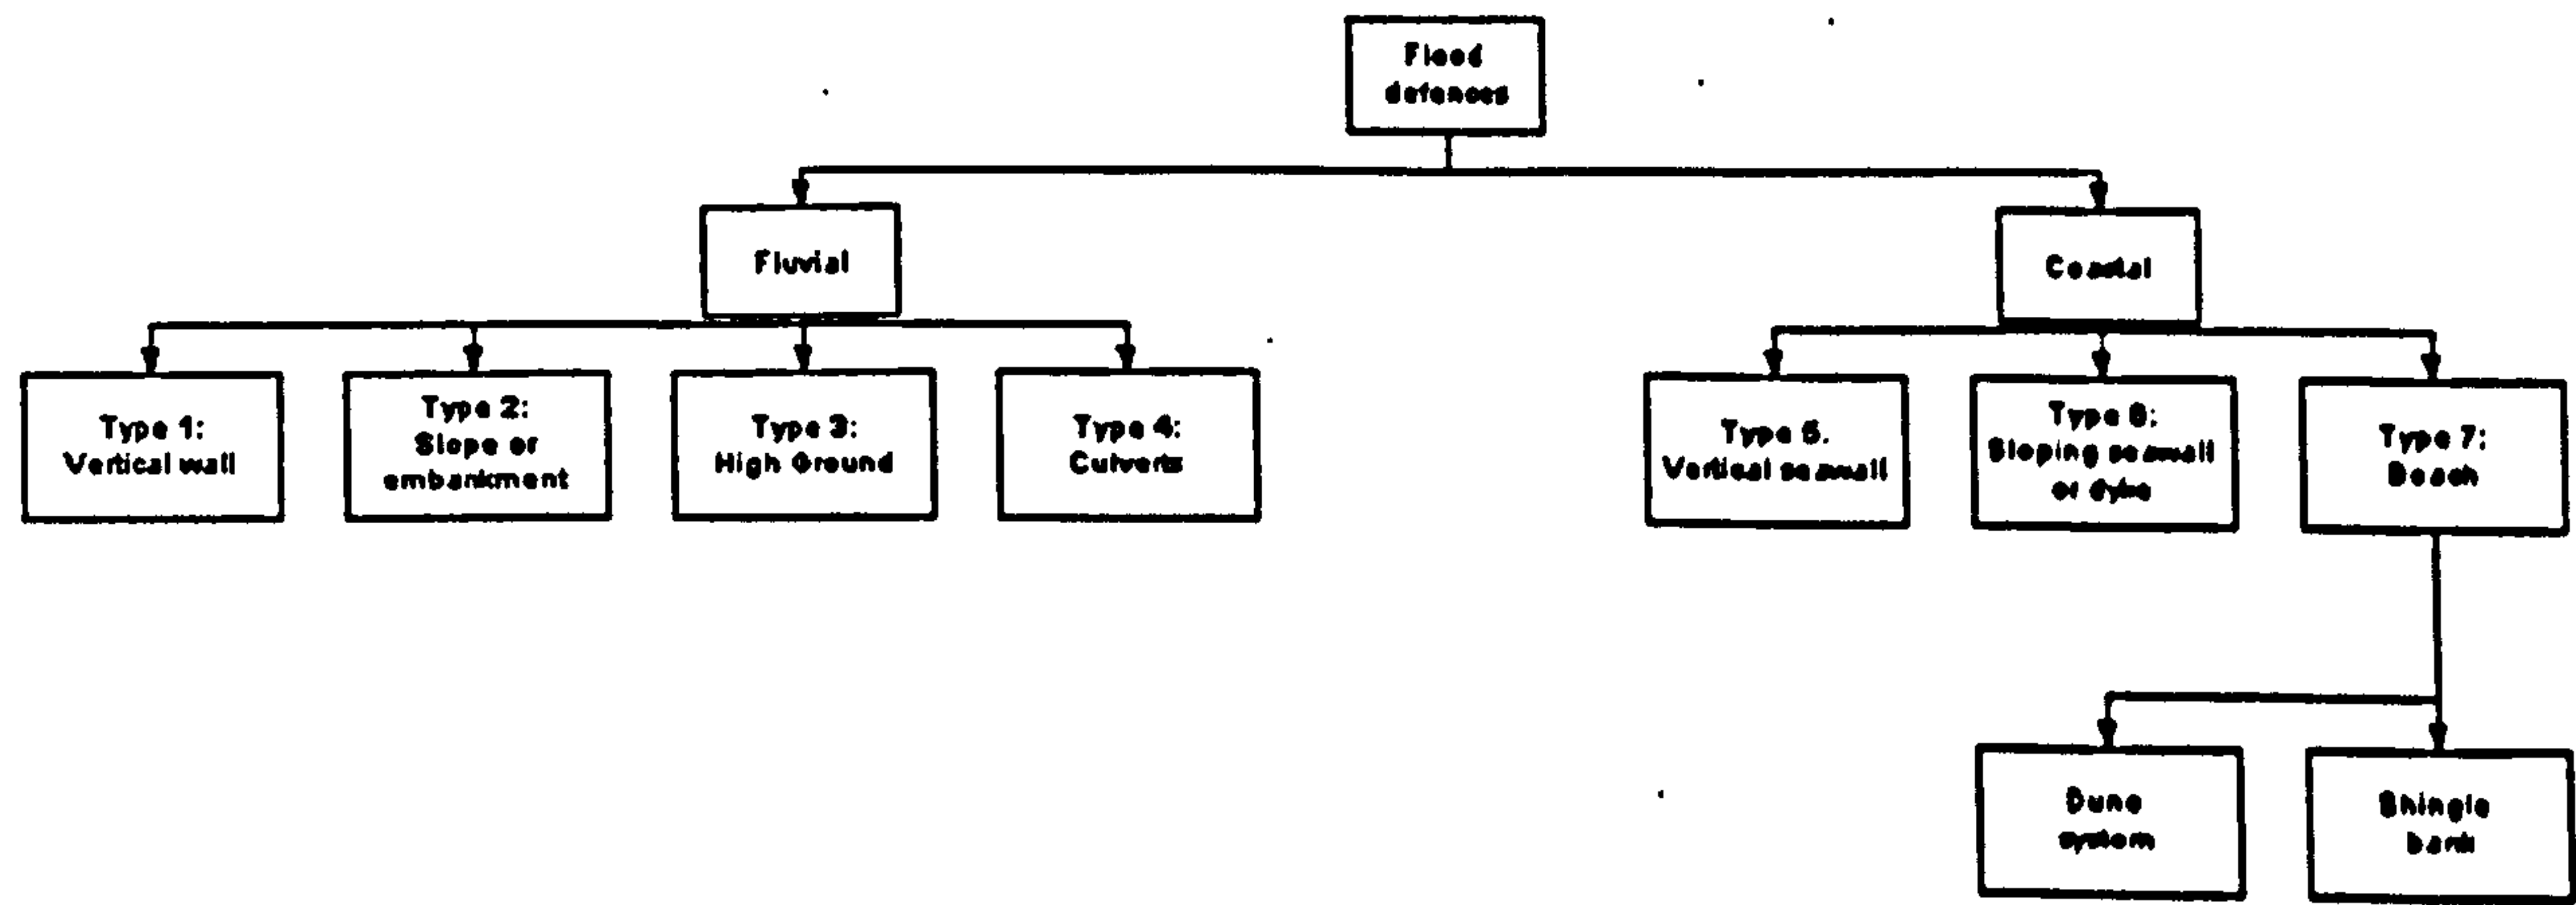 Flood
defences
Fluvial
Coastal
Type 1:
Vertical wall
Type 2:
Slope or
embankment
Type 3:
High Ground
Type 4:
Culverts
Type 5.
Vertical seawall
Type 6:
Sloping seawall
or dyke
Type 7:
Beach
Dune
system
Shingle
bank